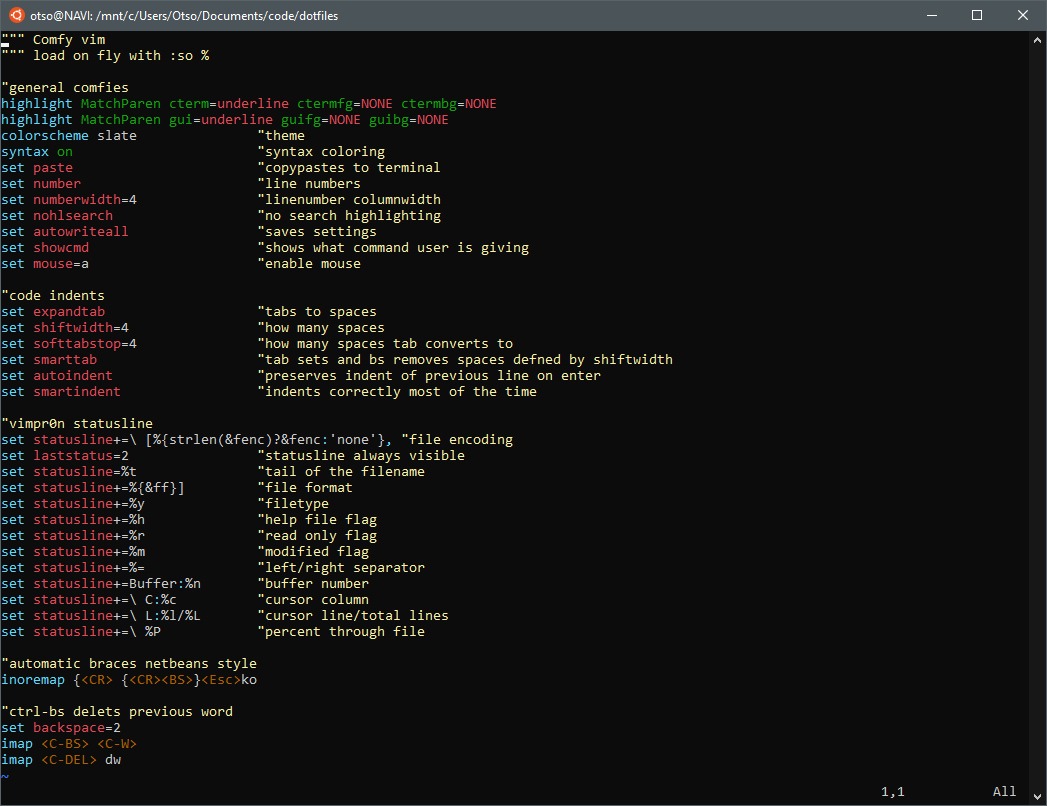 otso@NAVI: /mnt/c/Users/Otso/Documents/code/dotfiles
""" Comfy vim
""" load on fly with :so %
"general comfies
highlight MatchParen cterm=underline ctermfg=NONE ctermbg=NONE
highlight MatchParen gui=underline guifg=NONE guibg=NONE
colorscheme slate               "theme
syntax on                       "syntax coloring
set paste                       "copypastes to terminal
set number                      "line numbers
set numberwidth=4               "linenumber columnwidth
set nohlsearch                  "no search highlighting
set autowriteall                "saves settings
set showcmd                     "shows what command user is giving
set mouse=a                     "enable mouse
"code indents
set expandtab                   "tabs to spaces
set shiftwidth=4                "how many spaces
set softtabstop=4               "how many spaces tab converts to
set smarttab                    "tab sets and bs removes spaces defned by shiftwidth
set autoindent                  "preserves indent of previous line on enter
set smartindent                 "indents correctly most of the time
"vimpr0n statusline
set statusline+=\ [%{strlen(&fenc)?&fenc:'none'}, "file encoding
set laststatus=2                "statusline always visible
set statusline=%t               "tail of the filename
set statusline+=%{&ff}]         "file format
set statusline+=%y              "filetype
set statusline+=%h              "help file flag
set statusline+=%r              "read only flag
set statusline+=%m              "modified flag
set statusline+=%=              "left/right separator
set statusline+=Buffer:%n       "buffer number
set statusline+=\ C:%c          "cursor column
set statusline+=\ L:%l/%L       "cursor line/total lines
set statusline+=\ %P            "percent through file
"automatic braces netbeans style
inoremap {<CR> {<CR><BS>}<Esc>ko
"ctrl-bs delets previous word
set backspace=2
imap <C-BS> <C-W>
imap <C-DEL> dw
~
1,1           All